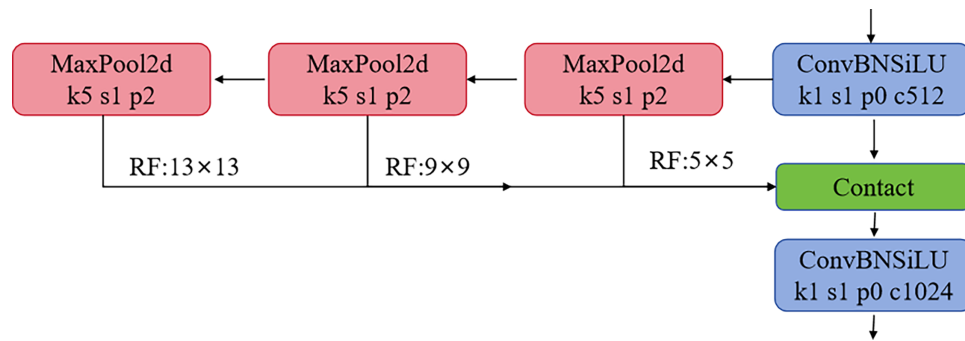 MaxPool2d
k5 s1 p2
MaxPool2d
k5 s1 p2
MaxPool2d
k5 s1 p2
ConvBNSiLU
k1 s1 p0 c512
RF:13×13
RF:9×9
RF:5×5
Contact
ConvBNSiLU
k1 s1 p0 c1024